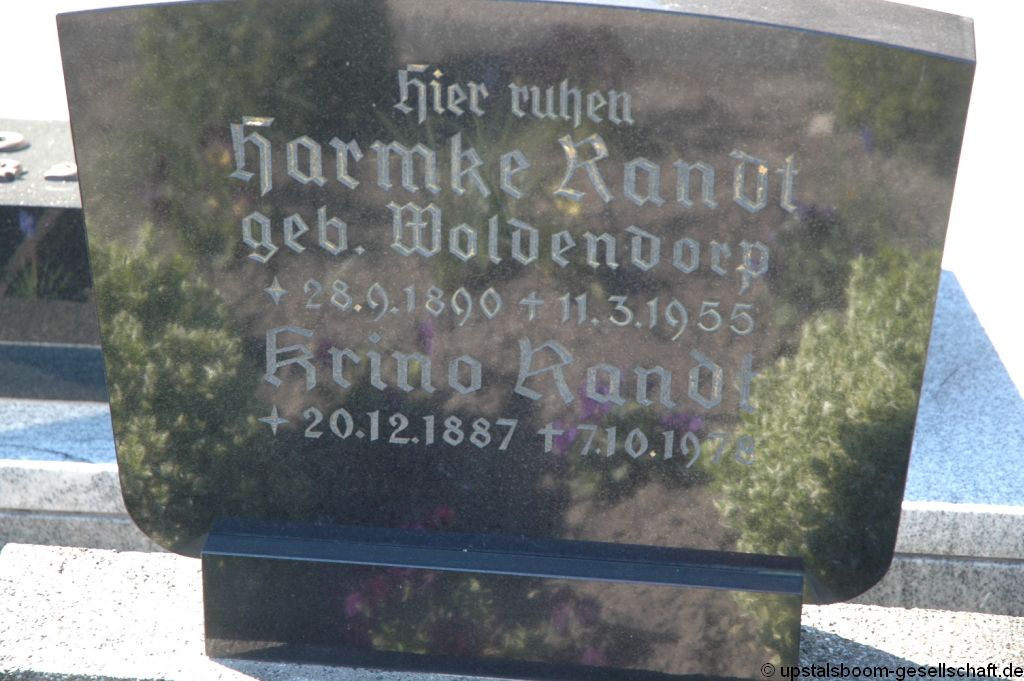 Hier ruhen
Harmke Randt
geb. Woldendorp
✦ 28.9.1890 ✝ 11.3.1955
Krino Randt
✦ 20.12.1887 ✝ 7.10.1978
© upstalsboom-gesellschaft.de